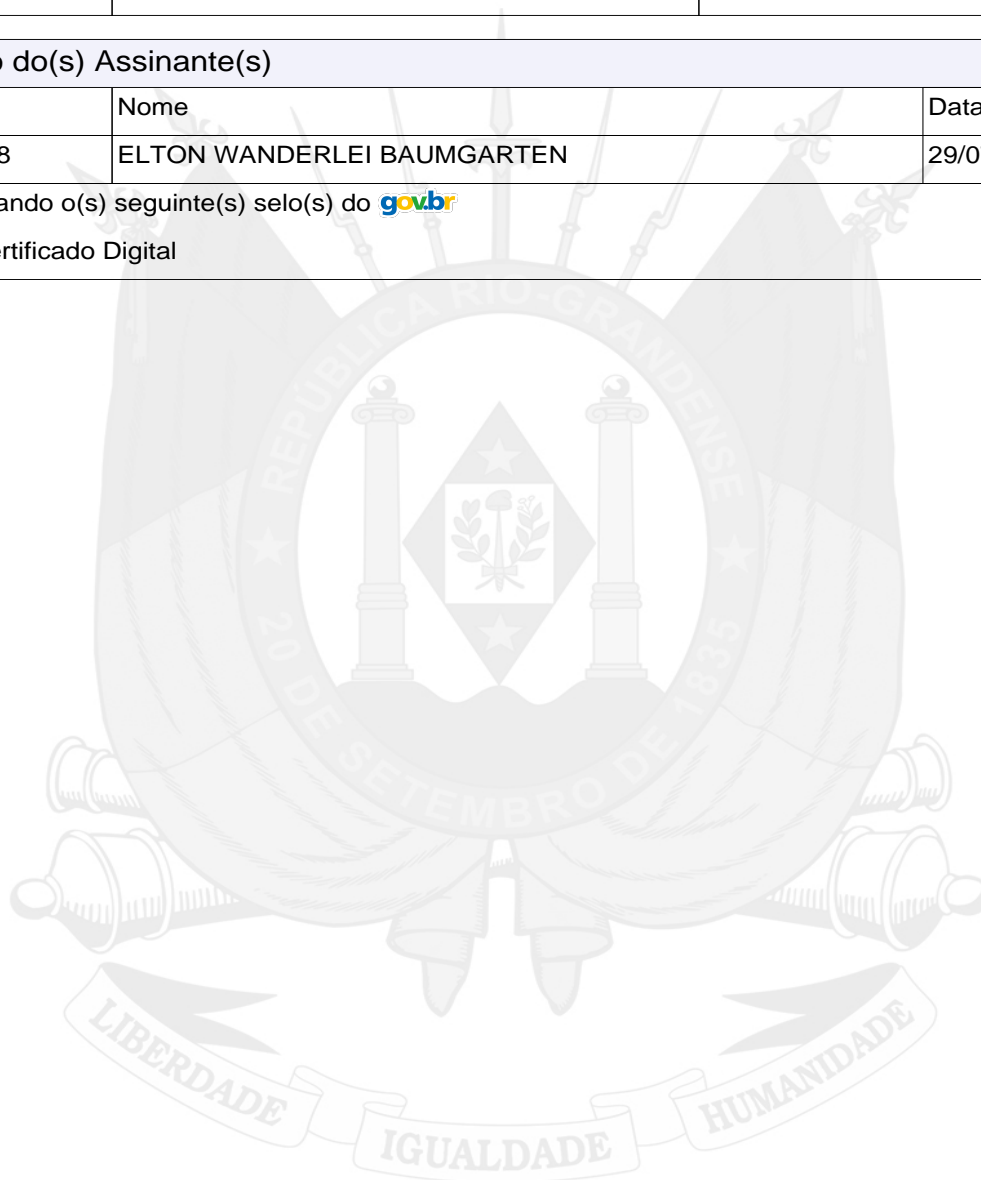 o do(s) Assinante(s)
Nome Data
8 ELTON WANDERLEI BAUMGARTEN 29/0
ando o(s) seguinte(s) selo(s) do gov.br
rtificado Digital
REPÚBLICA RIO-GRANDENSE
20 DE SETEMBRO DE 1835
LIBERDADE IGUALDADE HUMANIDADE